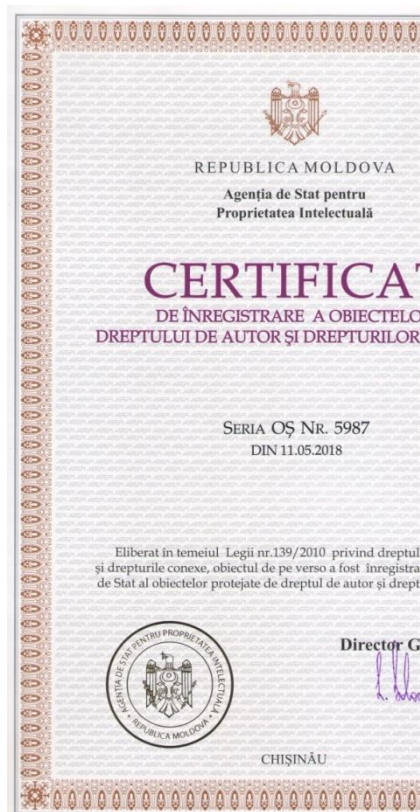 REPUBLICA MOLDOVA
Agenția de Stat pentru
Proprietatea Intelectuală
CERTIFICAT
DE ÎNREGISTRARE A OBIECTELO
DREPTULUI DE AUTOR ȘI DREPTURILOR
SERIA OȘ NR. 5987
DIN 11.05.2018
Eliberat în temeiul Legii nr.139/2010 privind dreptul
și drepturile conexe, obiectul de pe verso a fost înregistra
de Stat al obiectelor protejate de dreptul de autor și drept
Director G
AGENȚIA DE STAT PENTRU PROPRIETATEA INTELECTUALĂ
REPUBLICA MOLDOVA
CHIȘINĂU